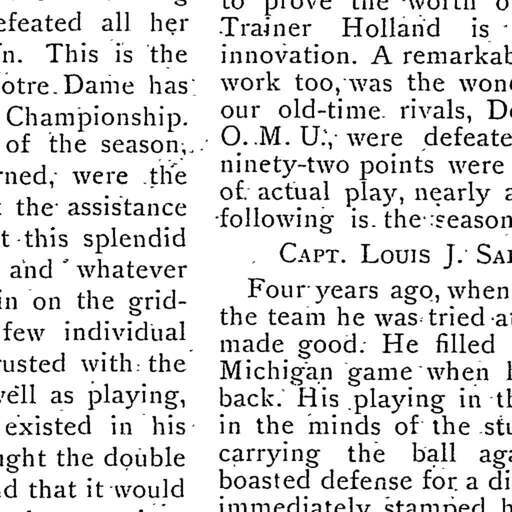 efeated all her
n. This is the
otre Dame has
Championship.
of the season,
rned, were the
the assistance
t this splendid
and whatever
in on the grid-
few individual
rusted with the
well as playing,
existed in his
ught the double
d that it would
to prove the worth o
Trainer Holland is
innovation. A remarkab
work too, was the won
our old-time rivals, D
O. M. U., were defeate
ninety-two points were
of actual play, nearly a
following is the season
CAPT. LOUIS J. SA
Four years ago, when
the team he was tried at
made good. He filled
Michigan game when h
back. His playing in th
in the minds of the stu
carrying the ball aga
boasted defense for a di
immediately stamped h